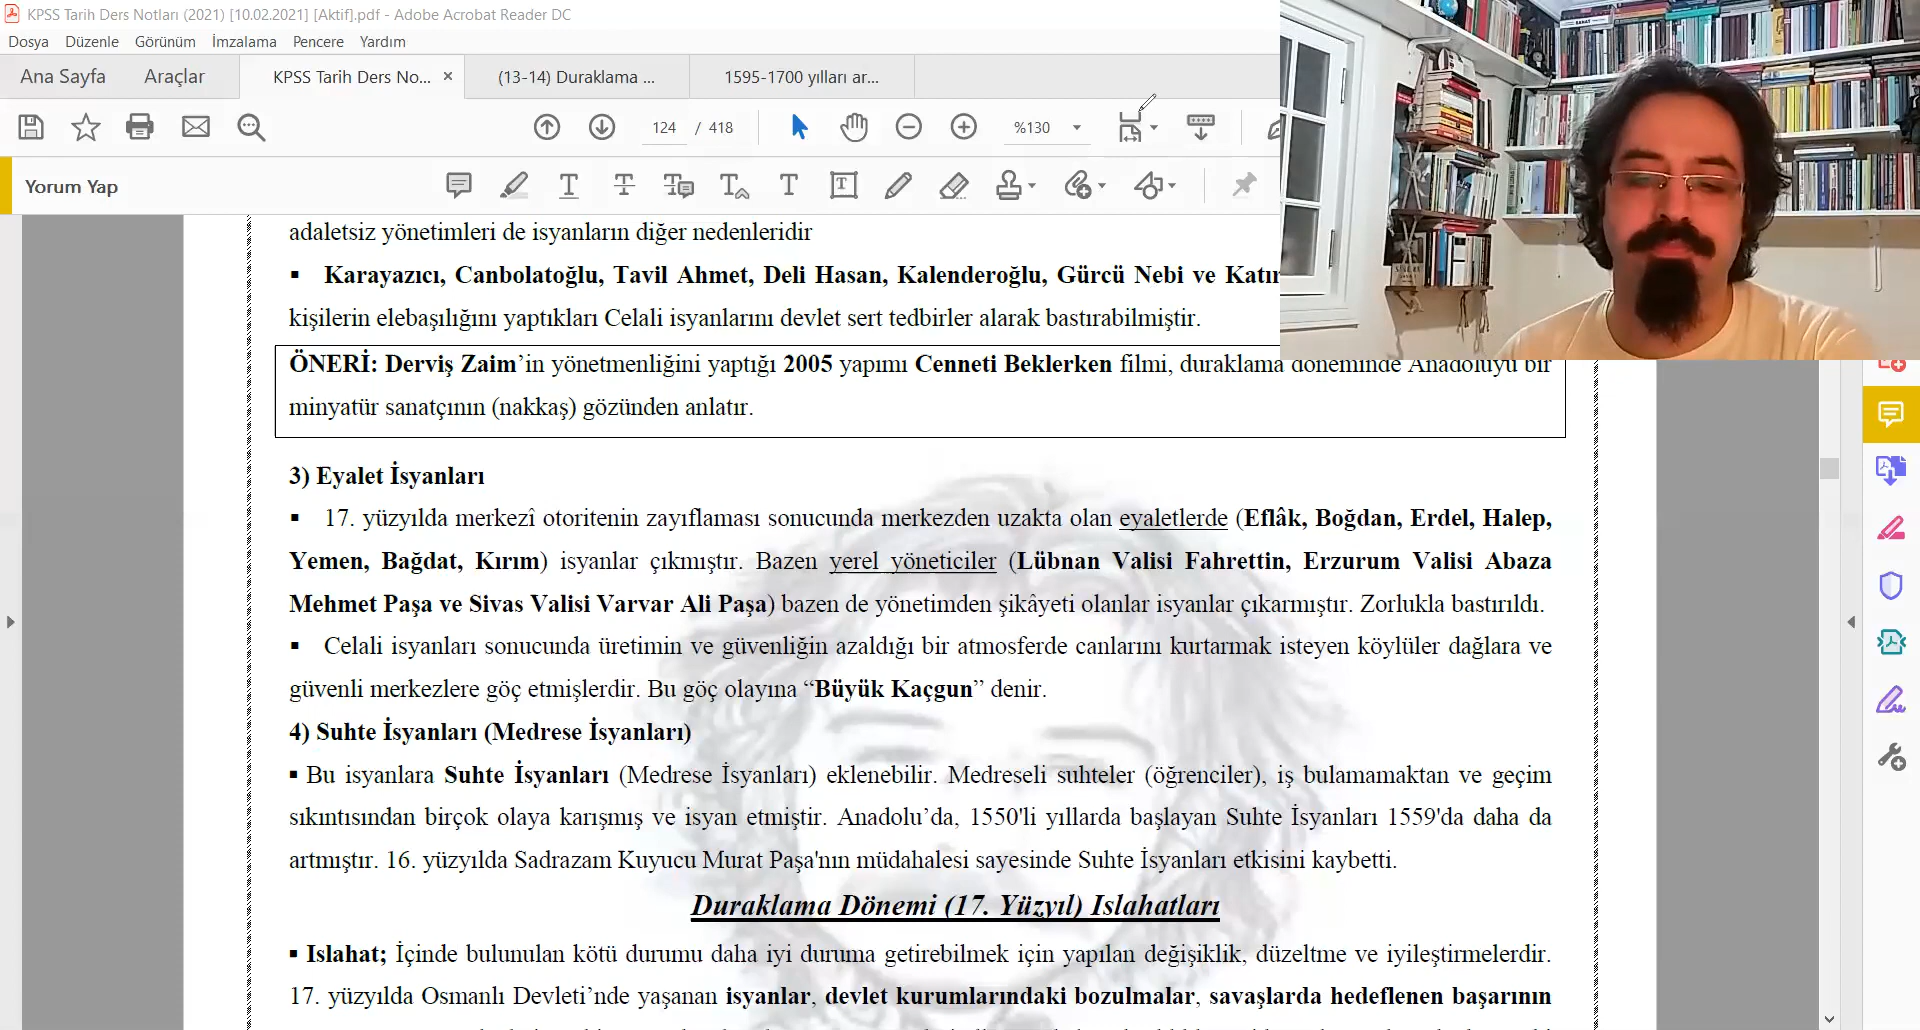 KPSS Tarih Ders Notları (2021) [10.02.2021] [Aktif].pdf - Adobe Acrobat Reader DC
Dosya Düzenle Görünüm İmzalama Pencere Yardım
Ana Sayfa Araçlar KPSS Tarih Ders No... × (13-14) Duraklama ... 1595-1700 yılları ar...
124 / 418 %130
Yorum Yap
adaletsiz yönetimleri de isyanların diğer nedenleridir
▪ Karayazıcı, Canbolatoğlu, Tavil Ahmet, Deli Hasan, Kalenderoğlu, Gürcü Nebi ve Katır
kişilerin elebaşılığını yaptıkları Celali isyanlarını devlet sert tedbirler alarak bastırabilmiştir.
ÖNERİ: Derviş Zaim'in yönetmenliğini yaptığı 2005 yapımı Cenneti Beklerken filmi, duraklama döneminde Anadoluyu bir
minyatür sanatçının (nakkaş) gözünden anlatır.
3) Eyalet İsyanları
▪ 17. yüzyılda merkezî otoritenin zayıflaması sonucunda merkezden uzakta olan eyaletlerde (Eflâk, Boğdan, Erdel, Halep,
Yemen, Bağdat, Kırım) isyanlar çıkmıştır. Bazen yerel yöneticiler (Lübnan Valisi Fahrettin, Erzurum Valisi Abaza
Mehmet Paşa ve Sivas Valisi Varvar Ali Paşa) bazen de yönetimden şikâyeti olanlar isyanlar çıkarmıştır. Zorlukla bastırıldı.
▪ Celali isyanları sonucunda üretimin ve güvenliğin azaldığı bir atmosferde canlarını kurtarmak isteyen köylüler dağlara ve
güvenli merkezlere göç etmişlerdir. Bu göç olayına “Büyük Kaçgun” denir.
4) Suhte İsyanları (Medrese İsyanları)
▪ Bu isyanlara Suhte İsyanları (Medrese İsyanları) eklenebilir. Medreseli suhteler (öğrenciler), iş bulamamaktan ve geçim
sıkıntısından birçok olaya karışmış ve isyan etmiştir. Anadolu’da, 1550'li yıllarda başlayan Suhte İsyanları 1559'da daha da
artmıştır. 16. yüzyılda Sadrazam Kuyucu Murat Paşa'nın müdahalesi sayesinde Suhte İsyanları etkisini kaybetti.
Duraklama Dönemi (17. Yüzyıl) Islahatları
▪ Islahat; İçinde bulunulan kötü durumu daha iyi duruma getirebilmek için yapılan değişiklik, düzeltme ve iyileştirmelerdir.
17. yüzyılda Osmanlı Devleti’nde yaşanan isyanlar, devlet kurumlarındaki bozulmalar, savaşlarda hedeflenen başarının